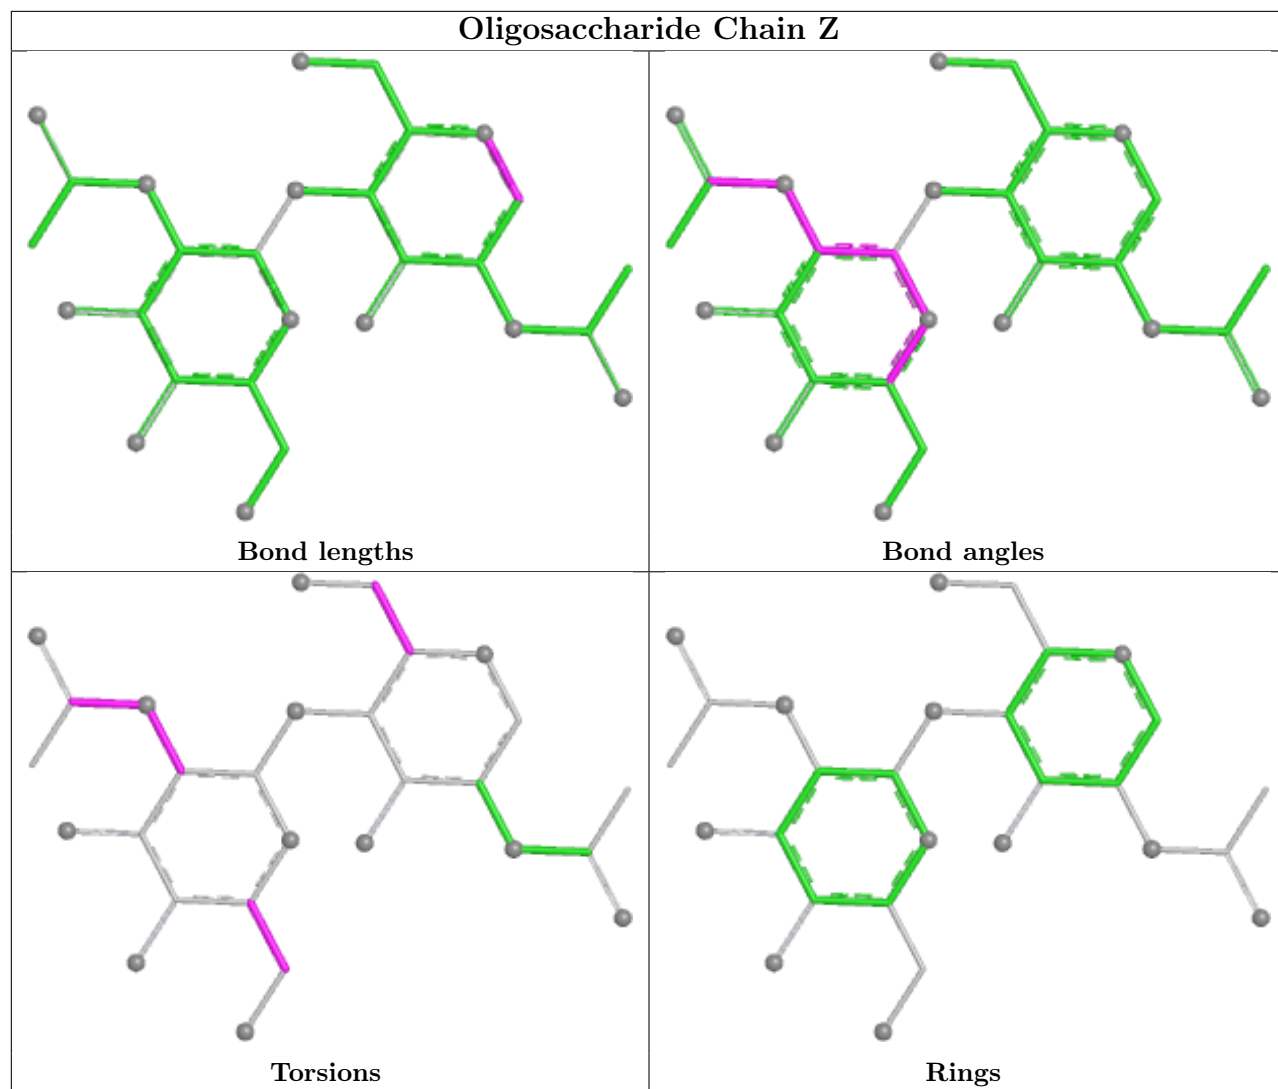 Oligosaccharide Chain Z
Bond lengths
Bond angles
Torsions
Rings